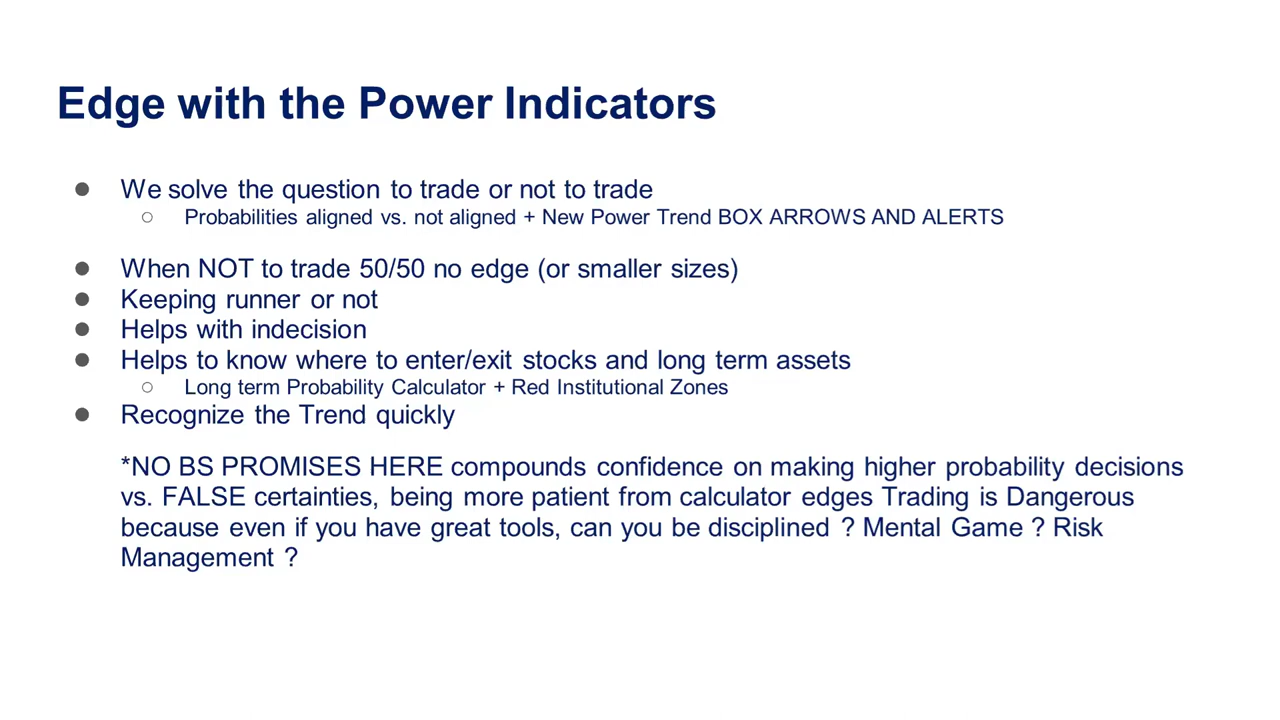 Edge with the Power Indicators
● We solve the question to trade or not to trade
○ Probabilities aligned vs. not aligned + New Power Trend BOX ARROWS AND ALERTS
● When NOT to trade 50/50 no edge (or smaller sizes)
● Keeping runner or not
● Helps with indecision
● Helps to know where to enter/exit stocks and long term assets
○ Long term Probability Calculator + Red Institutional Zones
● Recognize the Trend quickly
*NO BS PROMISES HERE compounds confidence on making higher probability decisions
vs. FALSE certainties, being more patient from calculator edges Trading is Dangerous
because even if you have great tools, can you be disciplined ? Mental Game ? Risk
Management ?